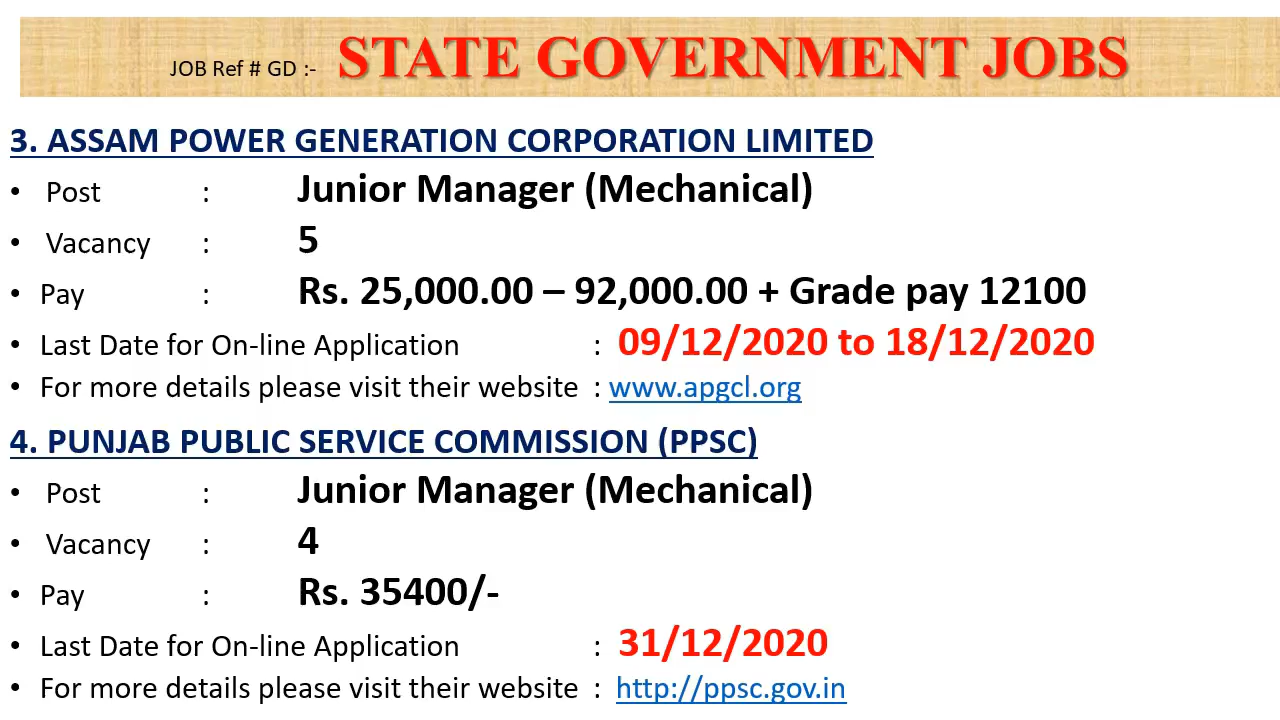 JOB Ref # GD :- STATE GOVERNMENT JOBS
3. ASSAM POWER GENERATION CORPORATION LIMITED
• Post : Junior Manager (Mechanical)
• Vacancy : 5
• Pay : Rs. 25,000.00 – 92,000.00 + Grade pay 12100
• Last Date for On-line Application : 09/12/2020 to 18/12/2020
• For more details please visit their website : www.apgcl.org
4. PUNJAB PUBLIC SERVICE COMMISSION (PPSC)
• Post : Junior Manager (Mechanical)
• Vacancy : 4
• Pay : Rs. 35400/-
• Last Date for On-line Application : 31/12/2020
• For more details please visit their website : http://ppsc.gov.in